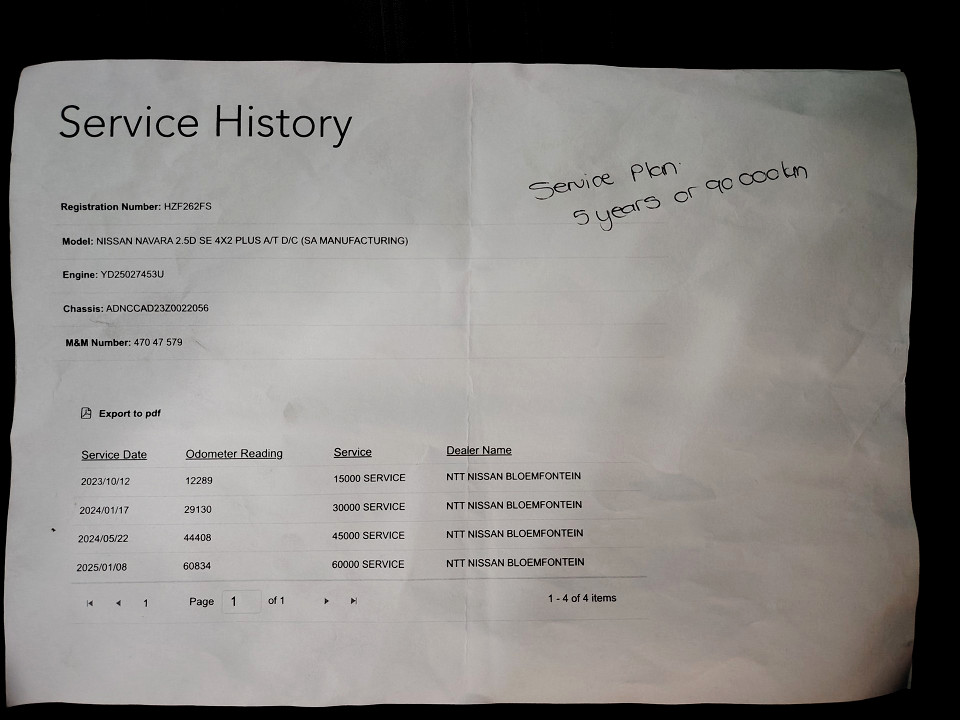 Service History
Service Plan:
5 years or 90 000km
Registration Number: HZF262FS
Model: NISSAN NAVARA 2.5D SE 4X2 PLUS A/T D/C (SA MANUFACTURING)
Engine: YD25027453U
Chassis: ADNCCAD23Z0022056
M&M Number: 470 47 579
Export to pdf
Service Date Odometer Reading Service Dealer Name
2023/10/12 12289 15000 SERVICE NTT NISSAN BLOEMFONTEIN
2024/01/17 29130 30000 SERVICE NTT NISSAN BLOEMFONTEIN
2024/05/22 44408 45000 SERVICE NTT NISSAN BLOEMFONTEIN
2025/01/08 60834 60000 SERVICE NTT NISSAN BLOEMFONTEIN
1 Page 1 of 1 1 - 4 of 4 items